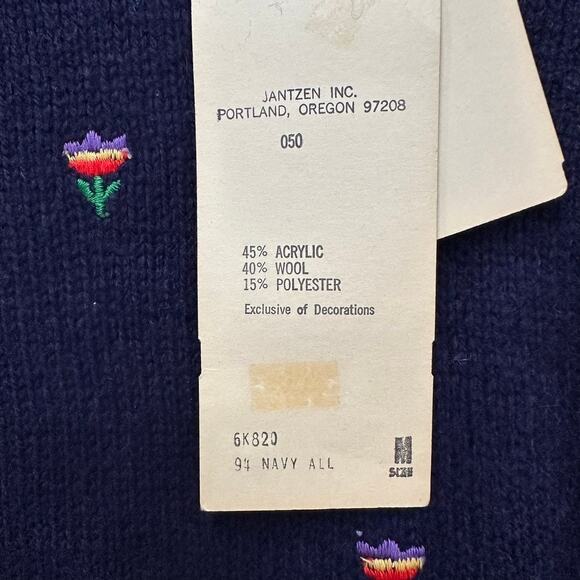 JANTZEN INC.
PORTLAND, OREGON 97208
050
45% ACRYLIC
40% WOOL
15% POLYESTER
Exclusive of Decorations
6K820
94 NAVY ALL
M
SIZE